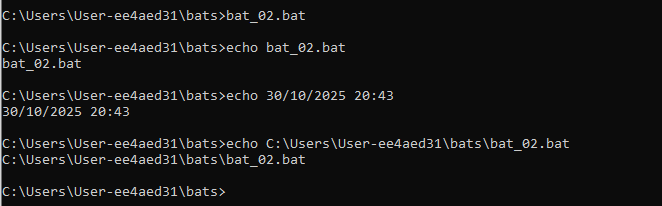 C:\Users\User-ee4aed31\bats>bat_02.bat
C:\Users\User-ee4aed31\bats>echo bat_02.bat
bat_02.bat
C:\Users\User-ee4aed31\bats>echo 30/10/2025 20:43
30/10/2025 20:43
C:\Users\User-ee4aed31\bats>echo C:\Users\User-ee4aed31\bats\bat_02.bat
C:\Users\User-ee4aed31\bats\bat_02.bat
C:\Users\User-ee4aed31\bats>